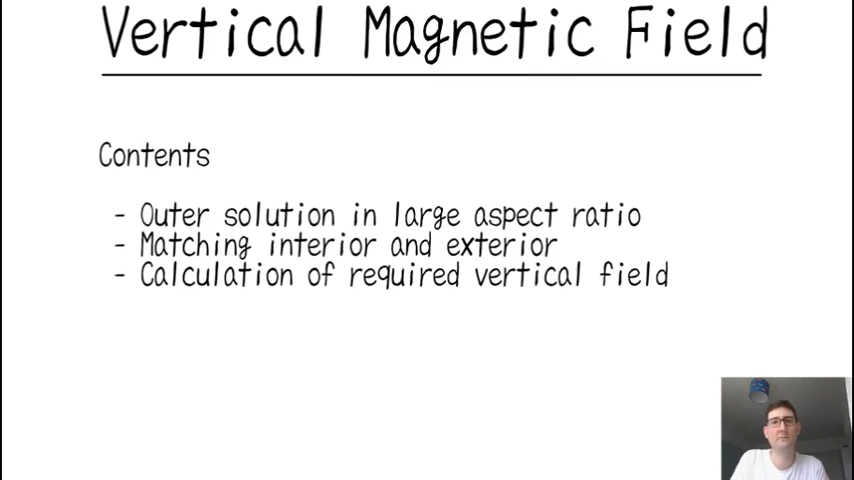 Vertical Magnetic Field
Contents
- Outer solution in large aspect ratio
- Matching interior and exterior
- Calculation of required vertical field